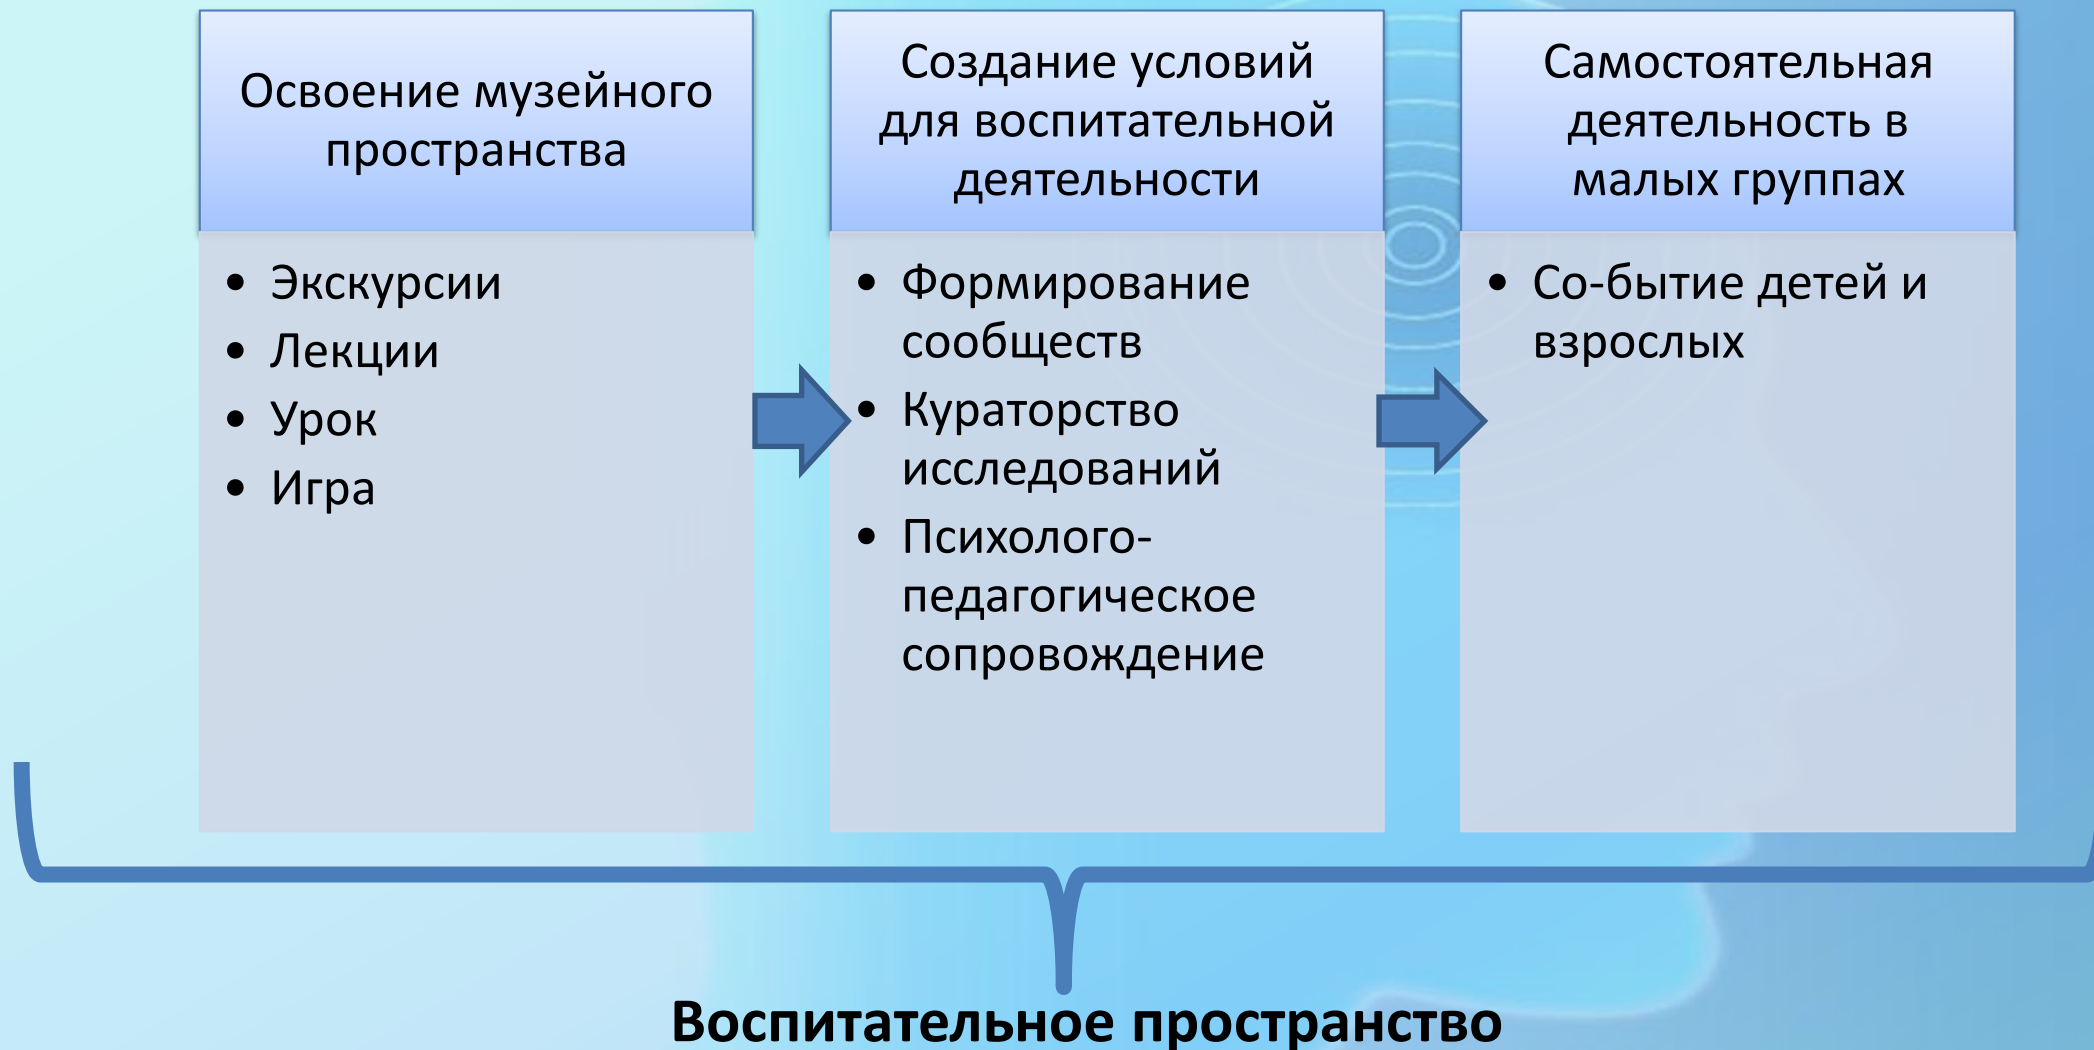 Освоение музейного
пространства
• Экскурсии
• Лекции
• Урок
• Игра
Создание условий
для воспитательной
деятельности
• Формирование
сообществ
• Кураторство
исследований
• Психолого-
педагогическое
сопровождение
Самостоятельная
деятельность в
малых группах
• Со-бытие детей и
взрослых
Воспитательное пространство